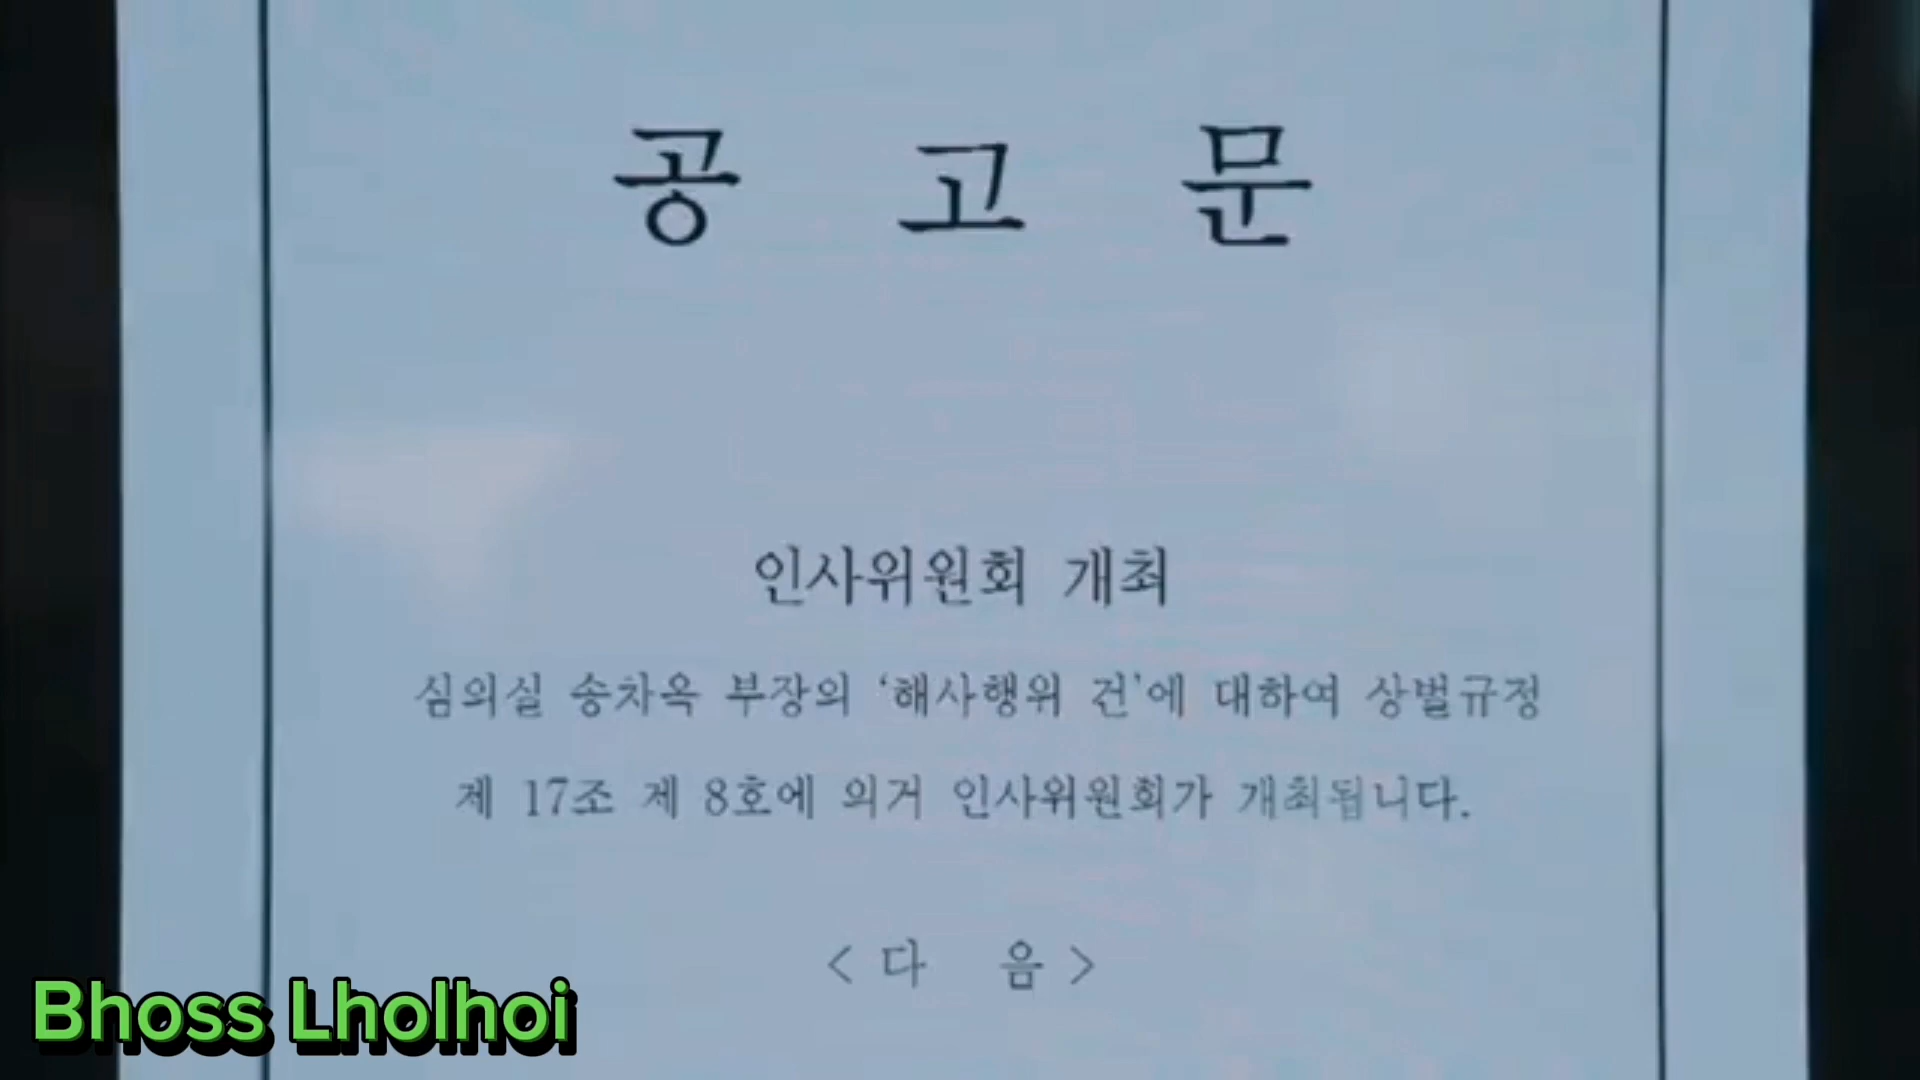 공 고 문
인사위원회 개최
심의실 송차옥 부장의 ‘해사행위 건’에 대하여 상벌규정
제 17조 제 8호에 의거 인사위원회가 개최됩니다.
< 다 음 >
Bhoss Lholhoi